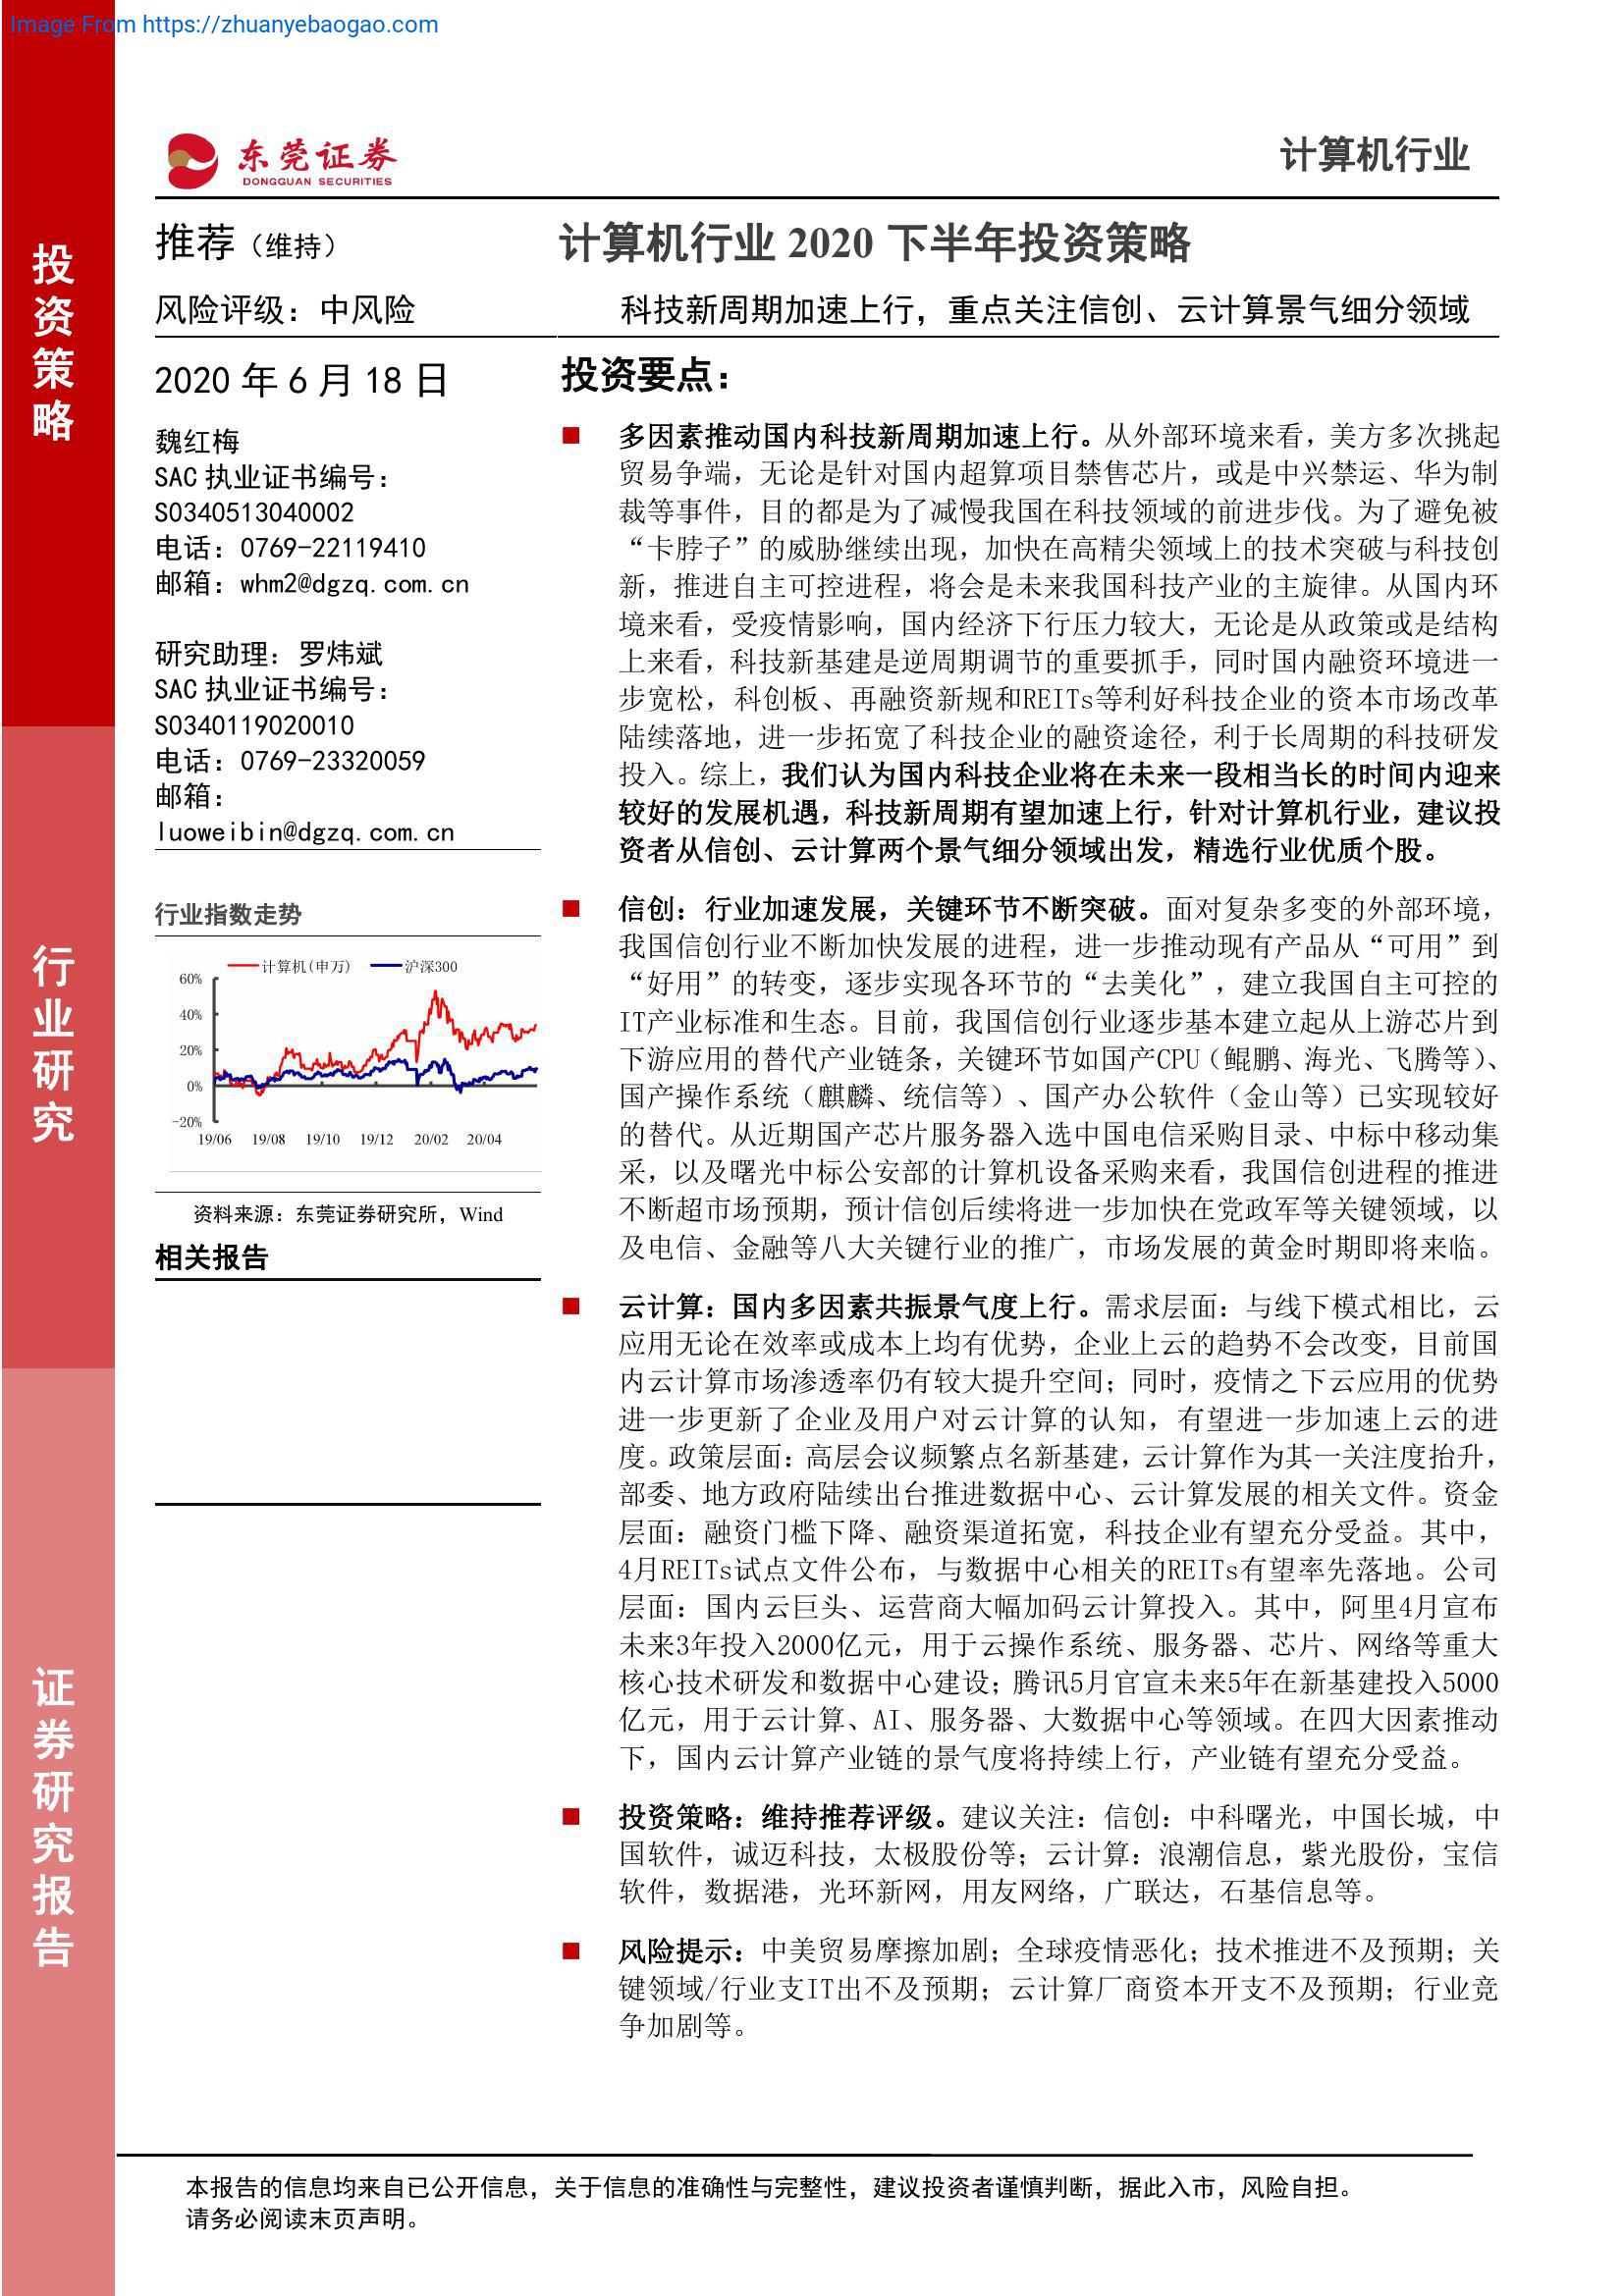 Image From https://zhuanyebaogao.com
东莞证券
DONGGUAN SECURITIES
计算机行业
投资策略
行业研究
证券研究报告
推荐（维持）
风险评级：中风险
2020 年 6 月 18 日
魏红梅
SAC 执业证书编号：
S0340513040002
电话：0769-22119410
邮箱：whm2@dgzq.com.cn
研究助理：罗炜斌
SAC 执业证书编号：
S0340119020010
电话：0769-23320059
邮箱：
luoweibin@dgzq.com.cn
行业指数走势
计算机(申万)
沪深300
60%
40%
20%
0%
-20%
19/06 19/08 19/10 19/12 20/02 20/04
资料来源：东莞证券研究所，Wind
相关报告
计算机行业 2020 下半年投资策略
科技新周期加速上行，重点关注信创、云计算景气细分领域
投资要点：
多因素推动国内科技新周期加速上行。从外部环境来看，美方多次挑起
贸易争端，无论是针对国内超算项目禁售芯片，或是中兴禁运、华为制
裁等事件，目的都是为了减慢我国在科技领域的前进步伐。为了避免被
“卡脖子”的威胁继续出现，加快在高精尖领域上的技术突破与科技创
新，推进自主可控进程，将会是未来我国科技产业的主旋律。从国内环
境来看，受疫情影响，国内经济下行压力较大，无论是从政策或是结构
上来看，科技新基建是逆周期调节的重要抓手，同时国内融资环境进一
步宽松，科创板、再融资新规和REITs等利好科技企业的资本市场改革
陆续落地，进一步拓宽了科技企业的融资途径，利于长周期的科技研发
投入。综上，我们认为国内科技企业将在未来一段相当长的时间内迎来
较好的发展机遇，科技新周期有望加速上行，针对计算机行业，建议投
资者从信创、云计算两个景气细分领域出发，精选行业优质个股。
信创：行业加速发展，关键环节不断突破。面对复杂多变的外部环境，
我国信创行业不断加快发展的进程，进一步推动现有产品从“可用”到
“好用”的转变，逐步实现各环节的“去美化”，建立我国自主可控的
IT产业标准和生态。目前，我国信创行业逐步基本建立起从上游芯片到
下游应用的替代产业链条，关键环节如国产CPU（鲲鹏、海光、飞腾等）、
国产操作系统（麒麟、统信等）、国产办公软件（金山等）已实现较好
的替代。从近期国产芯片服务器入选中国电信采购目录、中标中移动集
采，以及曙光中标公安部的计算机设备采购来看，我国信创进程的推进
不断超市场预期，预计信创后续将进一步加快在党政军等关键领域，以
及电信、金融等八大关键行业的推广，市场发展的黄金时期即将来临。
云计算：国内多因素共振景气度上行。需求层面：与线下模式相比，云
应用无论在效率或成本上均有优势，企业上云的趋势不会改变，目前国
内云计算市场渗透率仍有较大提升空间；同时，疫情之下云应用的优势
进一步更新了企业及用户对云计算的认知，有望进一步加速上云的进
度。政策层面：高层会议频繁点名新基建，云计算作为其一关注度抬升，
部委、地方政府陆续出台推进数据中心、云计算发展的相关文件。资金
层面：融资门槛下降、融资渠道拓宽，科技企业有望充分受益。其中，
4月REITs试点文件公布，与数据中心相关的REITs有望率先落地。公司
层面：国内云巨头、运营商大幅加码云计算投入。其中，阿里4月宣布
未来3年投入2000亿元，用于云操作系统、服务器、芯片、网络等重大
核心技术研发和数据中心建设；腾讯5月官宣未来5年在新基建投入5000
亿元，用于云计算、AI、服务器、大数据中心等领域。在四大因素推动
下，国内云计算产业链的景气度将持续上行，产业链有望充分受益。
投资策略：维持推荐评级。建议关注：信创：中科曙光，中国长城，中
国软件，诚迈科技，太极股份等；云计算：浪潮信息，紫光股份，宝信
软件，数据港，光环新网，用友网络，广联达，石基信息等。
风险提示：中美贸易摩擦加剧；全球疫情恶化；技术推进不及预期；关
键领域/行业支IT出不及预期；云计算厂商资本开支不及预期；行业竞
争加剧等。
本报告的信息均来自已公开信息，关于信息的准确性与完整性，建议投资者谨慎判断，据此入市，风险自担。
请务必阅读末页声明。